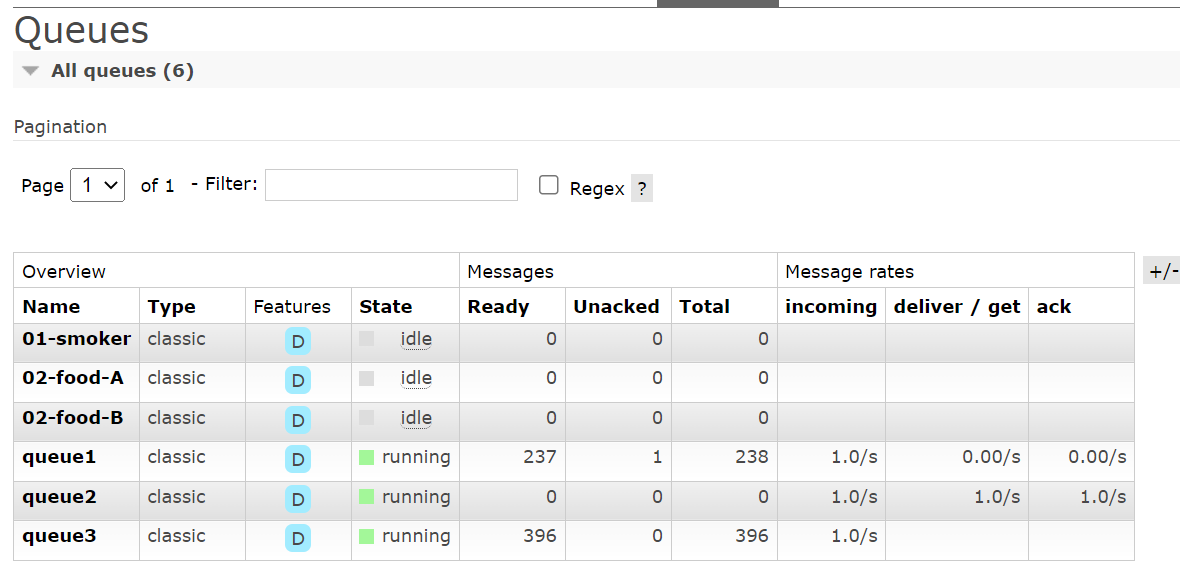 Queues
All queues (6)
Pagination
Page 1 of 1 - Filter: Regex ?
Overview Messages Message rates +/-
Name Type Features State Ready Unacked Total incoming deliver / get ack
01-smoker classic D idle 0 0 0
02-food-A classic D idle 0 0 0
02-food-B classic D idle 0 0 0
queue1 classic D running 237 1 238 1.0/s 0.00/s 0.00/s
queue2 classic D running 0 0 0 1.0/s 1.0/s 1.0/s
queue3 classic D running 396 0 396 1.0/s